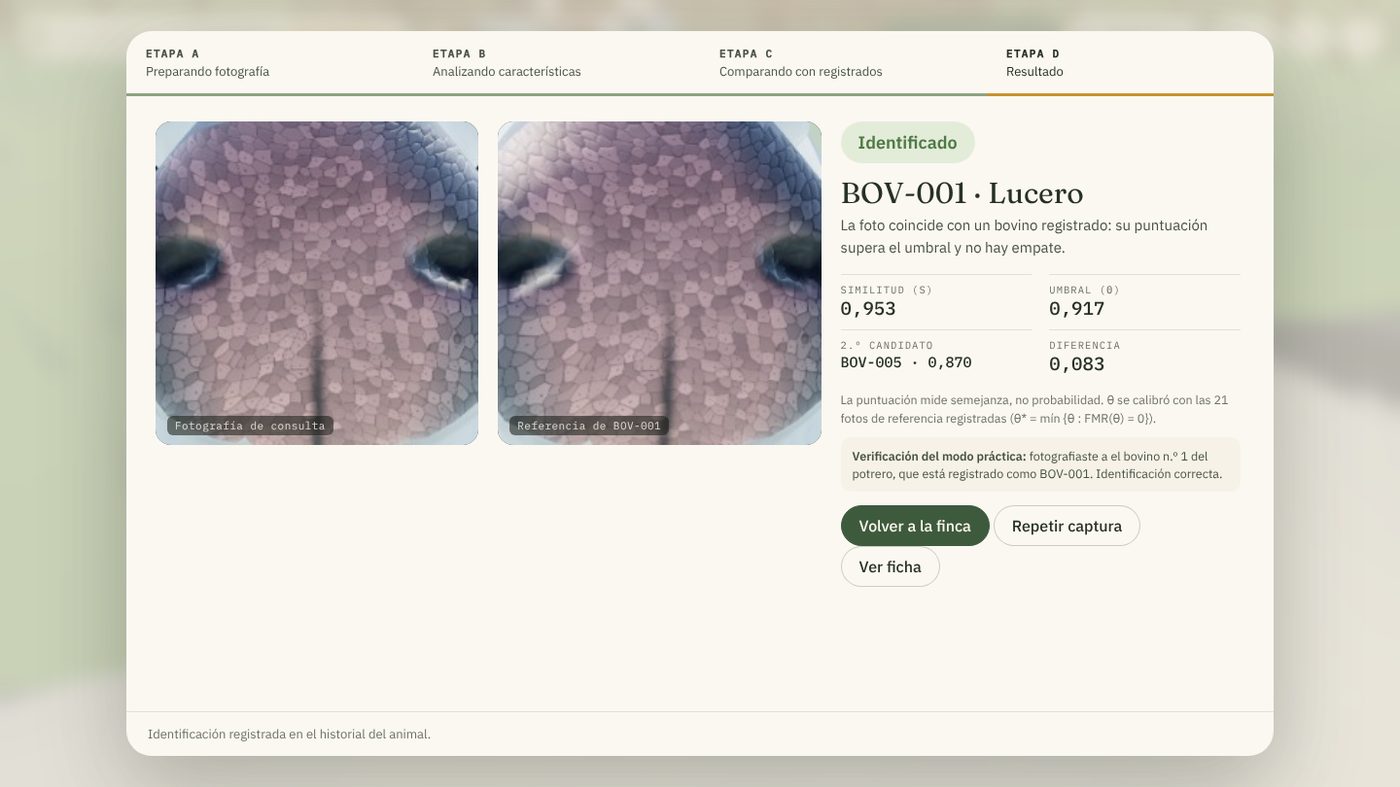 ETAPA A
Preparando fotografía
ETAPA B
Analizando características
ETAPA C
Comparando con registrados
ETAPA D
Resultado
Fotografía de consulta
Referencia de BOV-001
Identificado
BOV-001 · Lucero
La foto coincide con un bovino registrado: su puntuación
supera el umbral y no hay empate.
SIMILITUD (S)
0,953
UMBRAL (θ)
0,917
2.º CANDIDATO
BOV-005 · 0,870
DIFERENCIA
0,083
La puntuación mide semejanza, no probabilidad. θ se calibró con las 21
fotos de referencia registradas (θ* = mín {θ : FMR(θ) = 0}).
Verificación del modo práctica: fotografiaste a el bovino n.º 1 del
potrero, que está registrado como BOV-001. Identificación correcta.
Volver a la finca
Repetir captura
Ver ficha
Identificación registrada en el historial del animal.